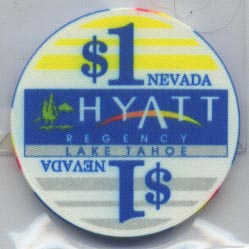 $1
NEVADA
HYATT
REGENCY
LAKE TAHOE
NEVADA
$1